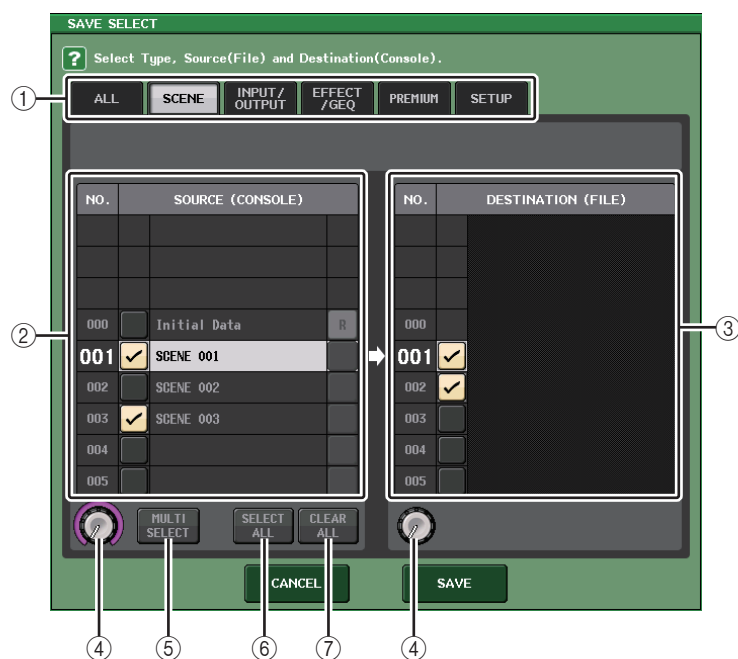 SAVE SELECT
? Select Type, Source(File) and Destination(Console).
① ALL SCENE INPUT/ OUTPUT EFFECT /GEQ PREMIUM SETUP
NO. SOURCE (CONSOLE) NO. DESTINATION (FILE)
② ③
000 Initial Data R 000
001 SCENE 001 001
002 SCENE 002 002
003 SCENE 003 003
004 004
005 005
MULTI SELECT SELECT ALL CLEAR ALL
CANCEL SAVE
④ ⑤ ⑥ ⑦ ④